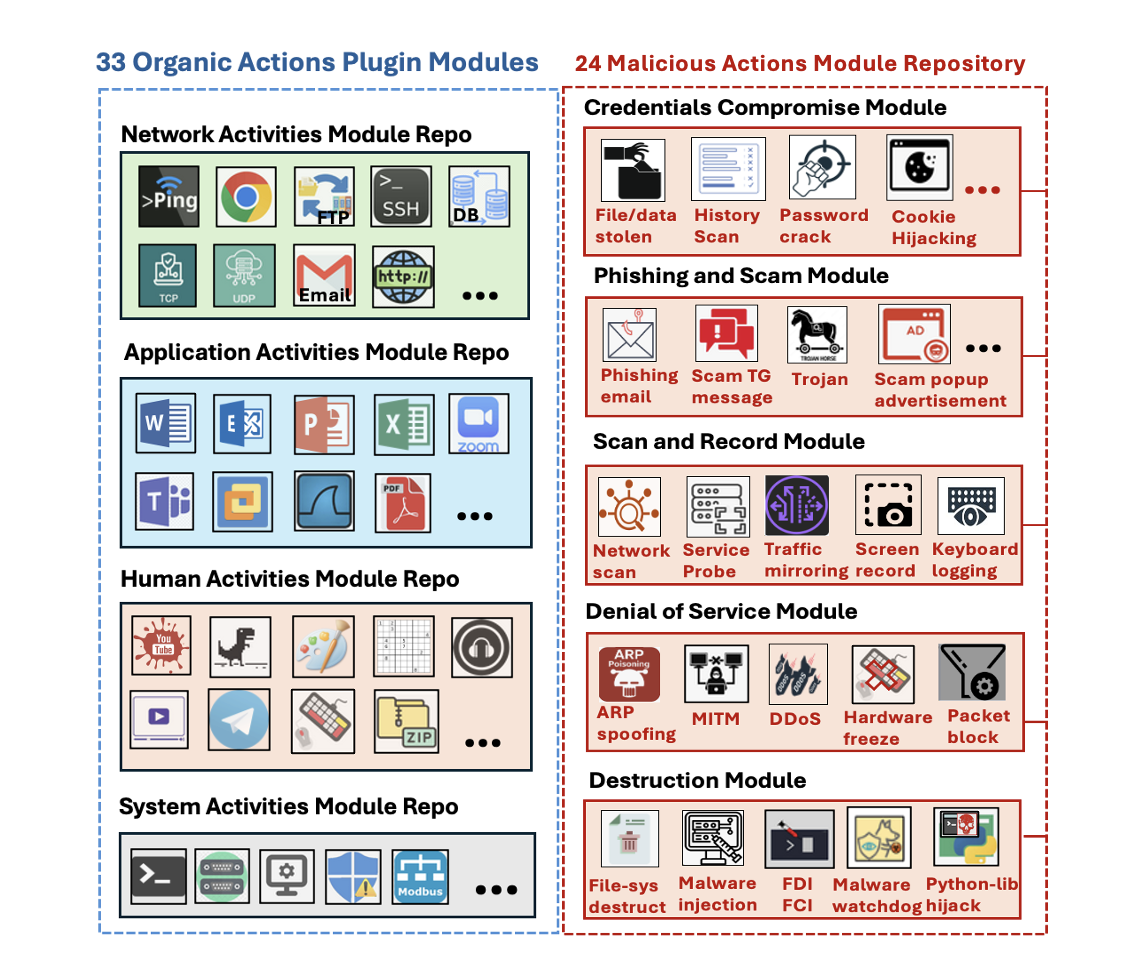 33 Organic Actions Plugin Modules
Network Activities Module Repo
>Ping
FTP
>_
SSH
DB
TCP
UDP
Email
http://
...
Application Activities Module Repo
W
E
P
X
zoom
T
PDF
...
Human Activities Module Repo
You
Tube
ZIP
...
System Activities Module Repo
>_
Modbus
...
24 Malicious Actions Module Repository
Credentials Compromise Module
File/data
stolen
History
Scan
Password
crack
Cookie
Hijacking
...
Phishing and Scam Module
AD
TROJAN HORSE
Phishing
email
Scam TG
message
Trojan
Scam popup
advertisement
...
Scan and Record Module
Network
scan
Service
Probe
Traffic
mirroring
Screen
record
Keyboard
logging
Denial of Service Module
ARP
Poisoning
DDoS
DDoS
ARP
spoofing
MITM
DDoS
Hardware
freeze
Packet
block
Destruction Module
File-sys
destruct
Malware
injection
FDI
FCI
Malware
watchdog
Python-lib
hijack